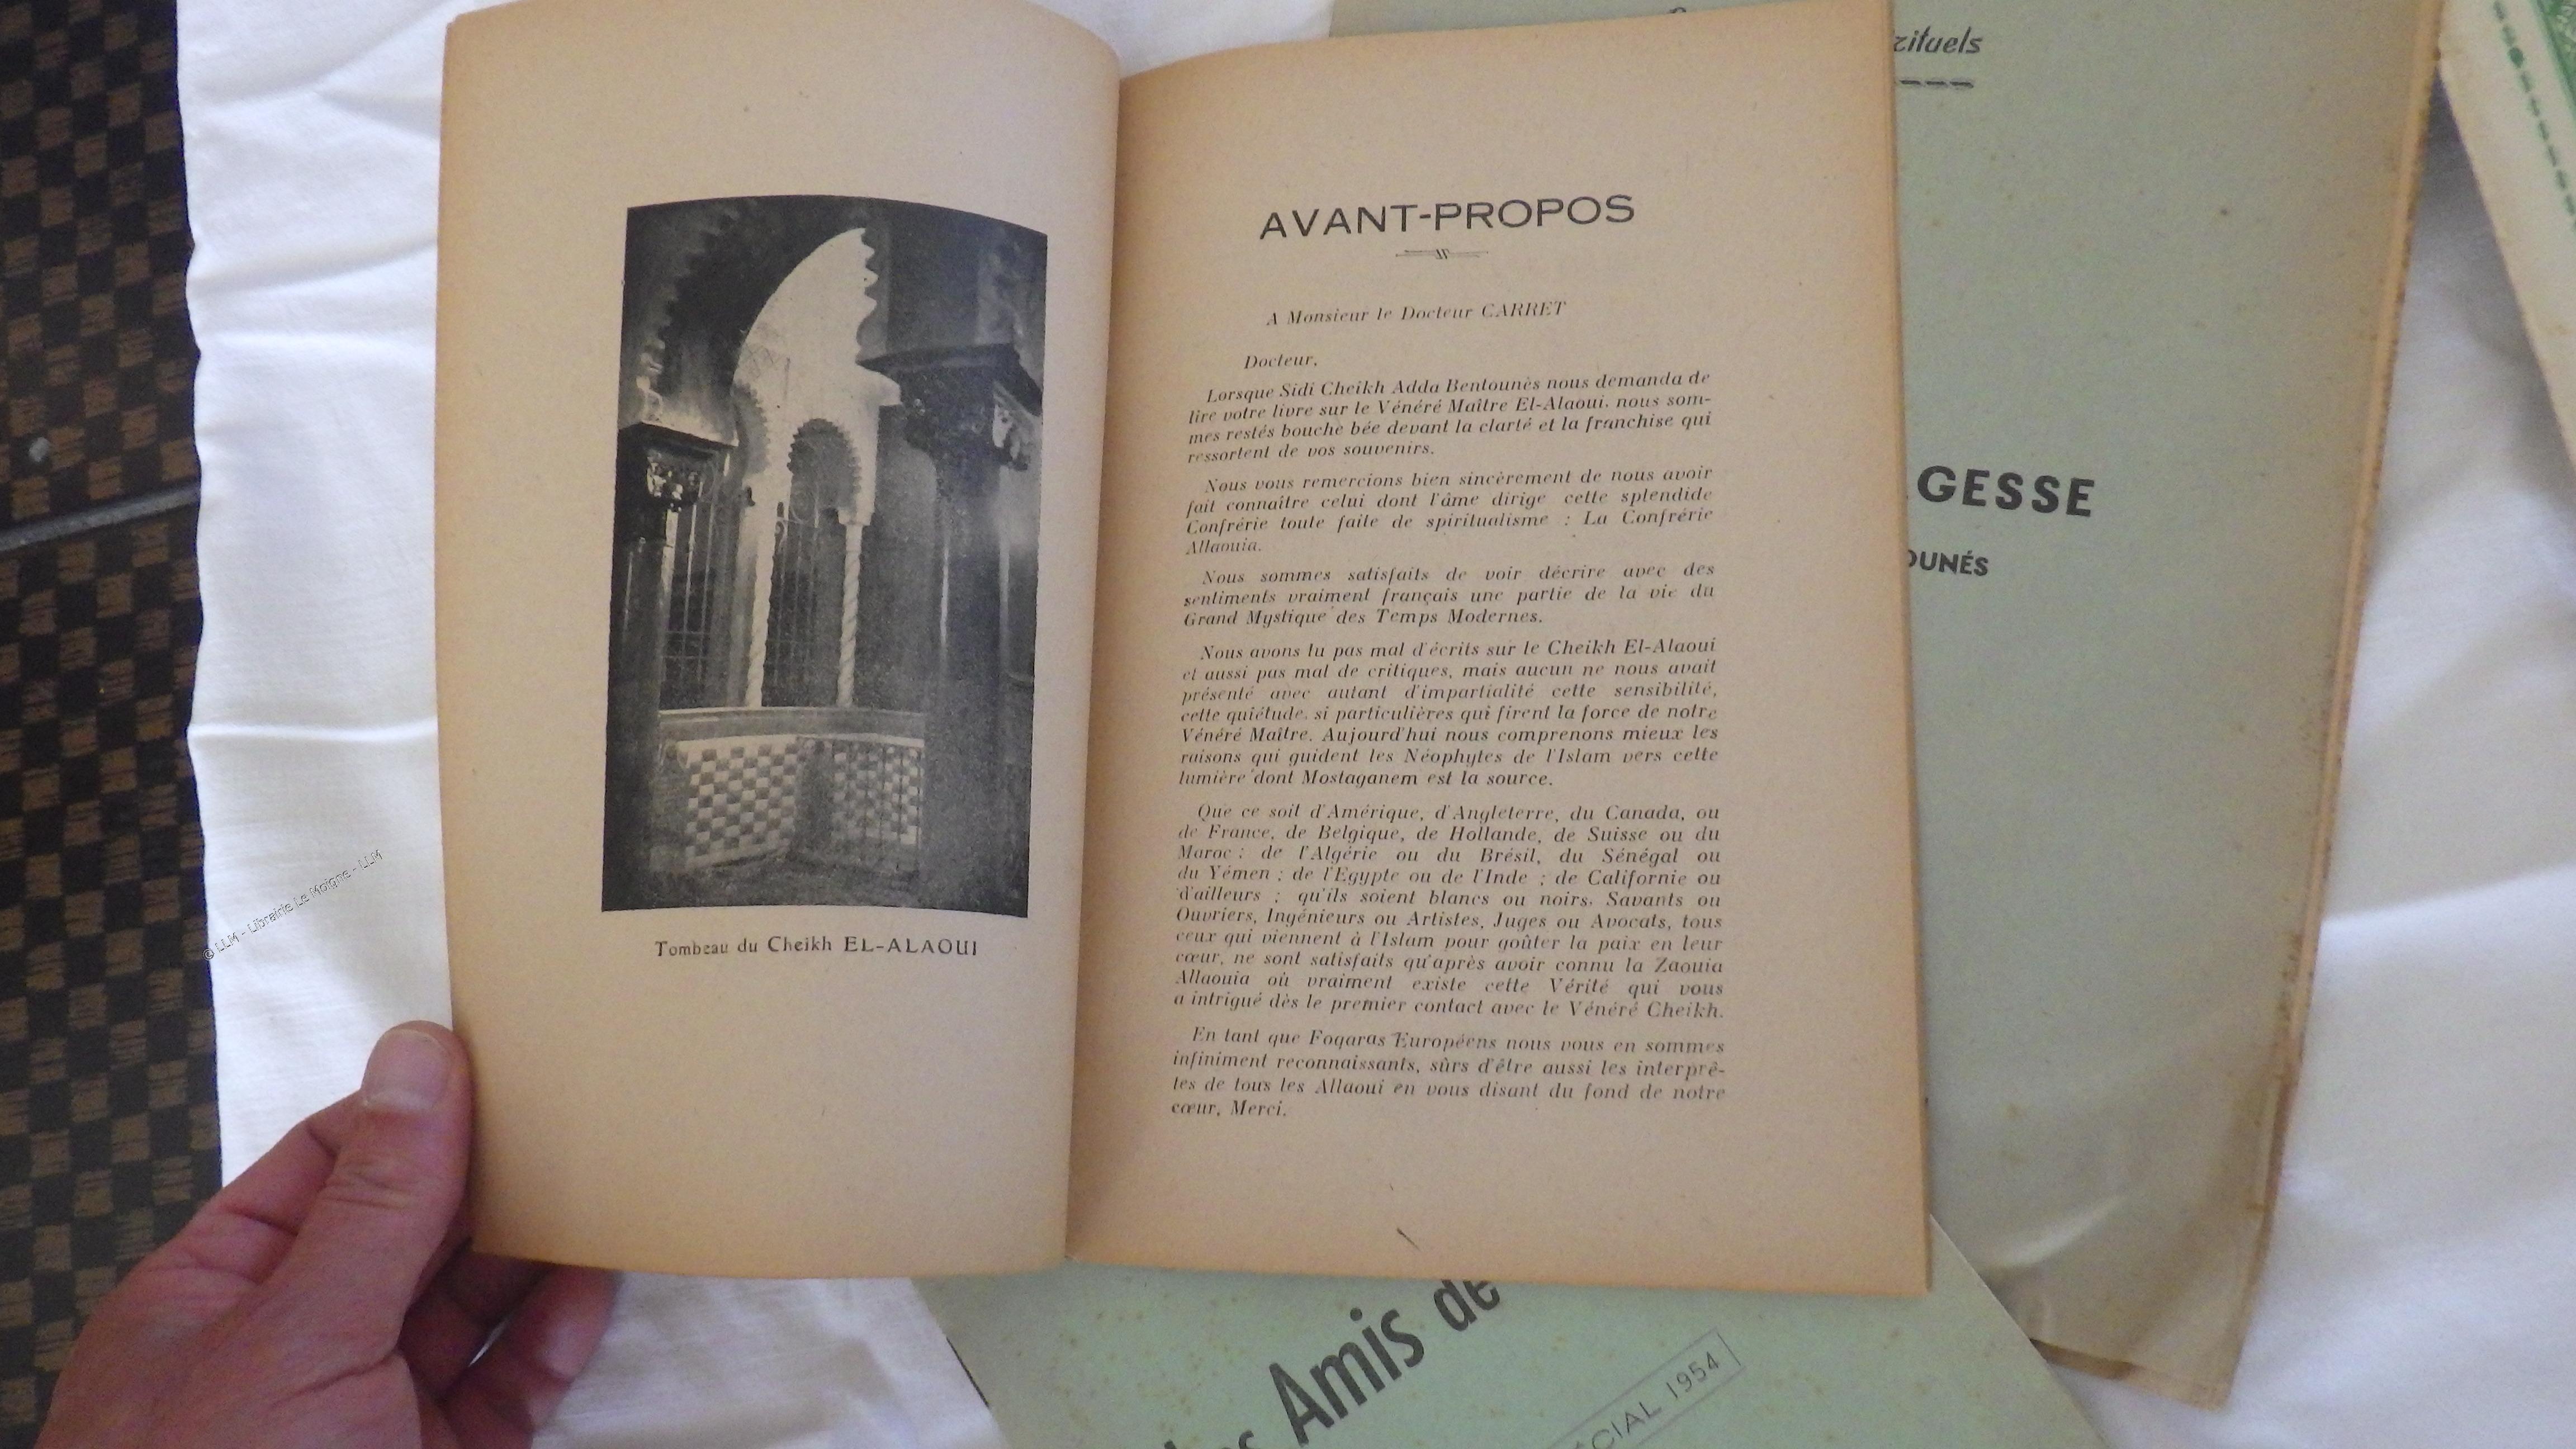 Tombeau du Cheikh EL-ALAOUI
AVANT-PROPOS
A Monsieur le Docteur CARRET
Docteur,
Lorsque Sidi Cheikh Adda Bentounès nous demanda de
lire votre livre sur le Vénéré Maître El-Alaoui, nous som-
mes restés bouche bée devant la clarté et la franchise qui
ressortent de vos souvenirs.
Nous vous remercions bien sincèrement de nous avoir
fait connaître celui dont l'âme dirige cette splendide
Confrérie toute faite de spiritualisme : La Confrérie
Allaouia.
Nous sommes satisfaits de voir décrire avec des
sentiments vraiment français une partie de la vie du
Grand Mystique des Temps Modernes.
Nous avons lu pas mal d'écrits sur le Cheikh El-Alaoui
et aussi pas mal de critiques, mais aucun ne nous avait
présenté avec autant d'impartialité cette sensibilité,
cette quiétude, si particulières qui firent la force de notre
Vénéré Maître. Aujourd'hui nous comprenons mieux les
raisons qui guident les Néophytes de l'Islam vers cette
lumière dont Mostaganem est la source.
Que ce soit d'Amérique, d'Angleterre, du Canada, ou
de France, de Belgique, de Hollande, de Suisse ou du
Maroc ; de l'Algérie ou du Brésil, du Sénégal ou
du Yémen ; de l'Egypte ou de l'Inde ; de Californie ou
d'ailleurs ; qu'ils soient blancs ou noirs, Savants ou
Ouvriers, Ingénieurs ou Artistes, Juges ou Avocats, tous
ceux qui viennent à l'Islam pour goûter la paix en leur
cœur, ne sont satisfaits qu'après avoir connu la Zaouia
Allaouia où vraiment existe cette Vérité qui vous
a intrigué dès le premier contact avec le Vénéré Cheikh.
En tant que Foqaras Européens nous vous en sommes
infiniment reconnaissants, sûrs d'être aussi les interprê-
tes de tous les Allaoui en vous disant du fond de notre
cœur, Merci.
rituels
GESSE
OUNÉS
Amis de
CIAL 1954
© LLM - Librairie Le Moigne - LLM